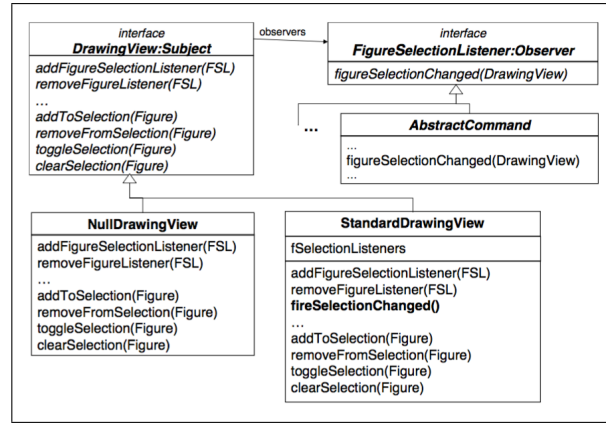 interface
DrawingView:Subject
addFigureSelectionListener(FSL)
removeFigureListener(FSL)
...
addToSelection(Figure)
removeFromSelection(Figure)
toggleSelection(Figure)
clearSelection(Figure)
observers
interface
FigureSelectionListener:Observer
figureSelectionChanged(DrawingView)
...
AbstractCommand
...
figureSelectionChanged(DrawingView)
...
NullDrawingView
addFigureSelectionListener(FSL)
removeFigureListener(FSL)
...
addToSelection(Figure)
removeFromSelection(Figure)
toggleSelection(Figure)
clearSelection(Figure)
StandardDrawingView
fSelectionListeners
addFigureSelectionListener(FSL)
removeFigureListener(FSL)
fireSelectionChanged()
...
addToSelection(Figure)
removeFromSelection(Figure)
toggleSelection(Figure)
clearSelection(Figure)